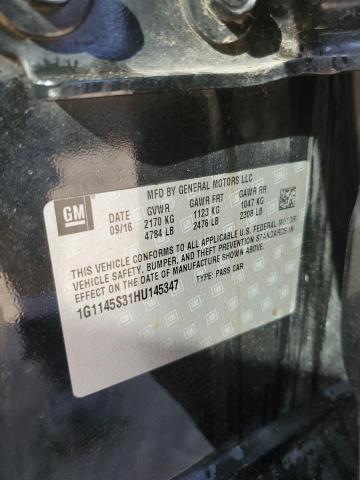 MFD BY GENERAL MOTORS LLC
GM
DATE GVWR GAWR FRT GAWR RR
09/16 2170 KG 1123 KG 1047 KG
4784 LB 2476 LB 2308 LB
THIS VEHICLE CONFORMS TO ALL APPLICABLE U.S. FEDERAL MOTOR
VEHICLE SAFETY, BUMPER, AND THEFT PREVENTION STANDARDS IN
EFFECT ON THE DATE OF MANUFACTURE SHOWN ABOVE.
1G1145S31HU145347 TYPE: PASS CAR